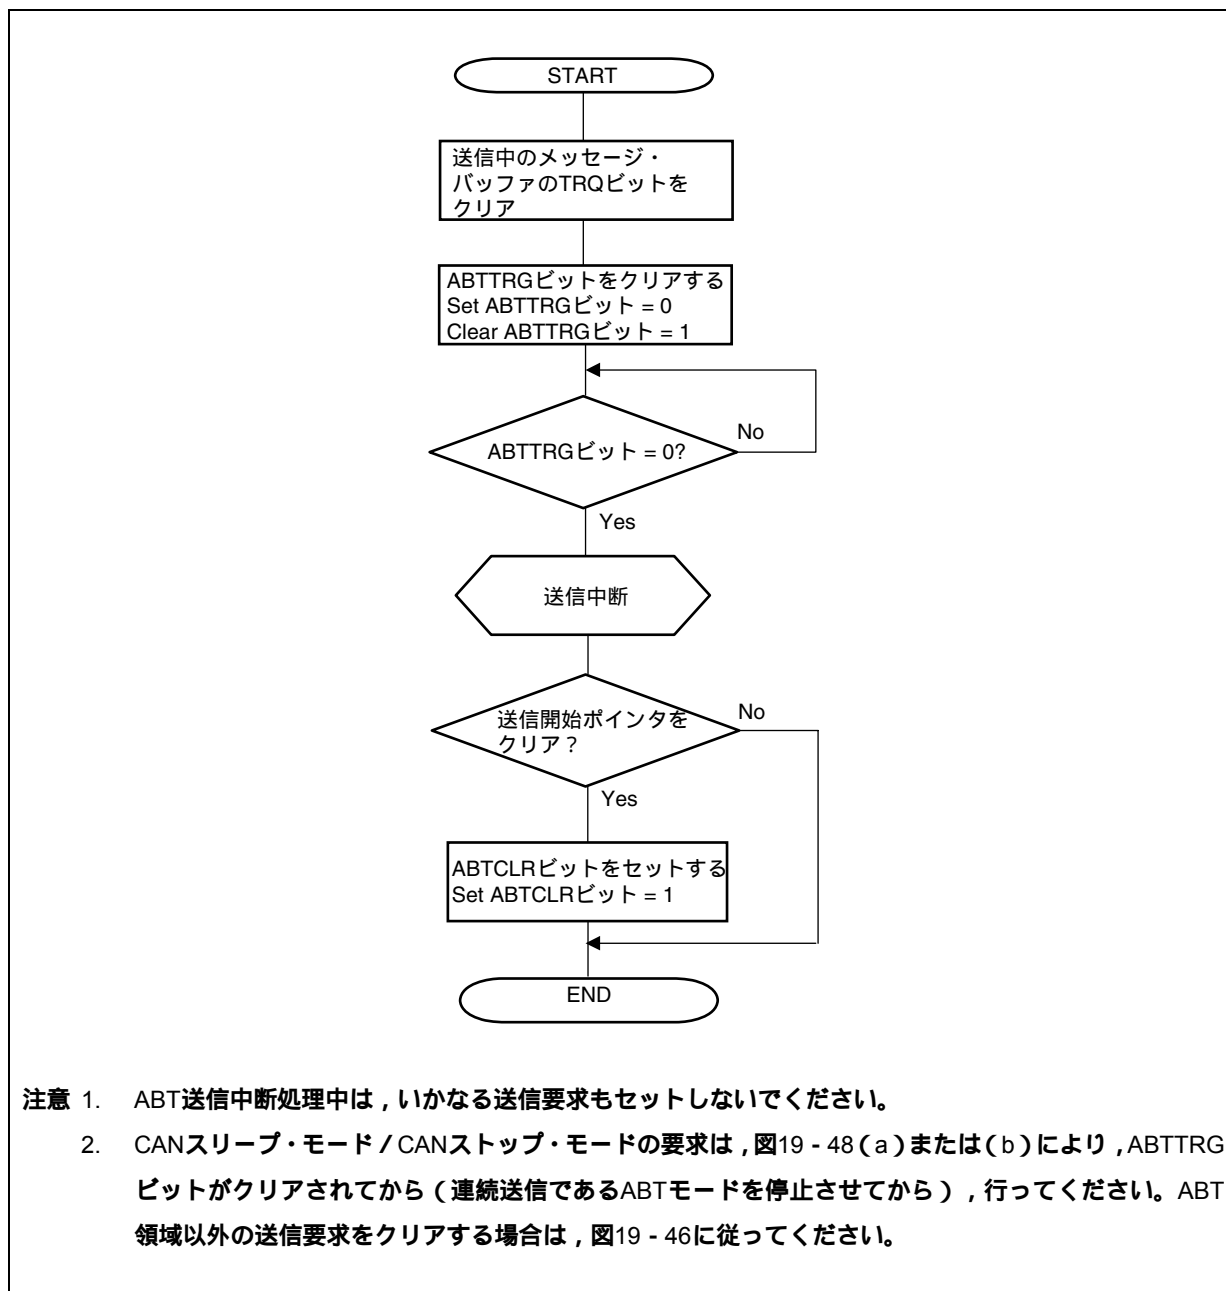 START
送信中のメッセージ・
バッファのTRQビットを
クリア
ABTTRGビットをクリアする
Set ABTTRGビット = 0
Clear ABTTRGビット = 1
ABTTRGビット = 0?
No
Yes
送信中断
送信開始ポインタを
クリア？
No
Yes
ABTCLRビットをセットする
Set ABTCLRビット = 1
END
注意 1. ABT送信中断処理中は，いかなる送信要求もセットしないでください。
2. CANスリープ・モード／CANストップ・モードの要求は，図19 - 48（a）または（b）により，ABTTRG
ビットがクリアされてから（連続送信であるABTモードを停止させてから），行ってください。ABT
領域以外の送信要求をクリアする場合は，図19 - 46に従ってください。